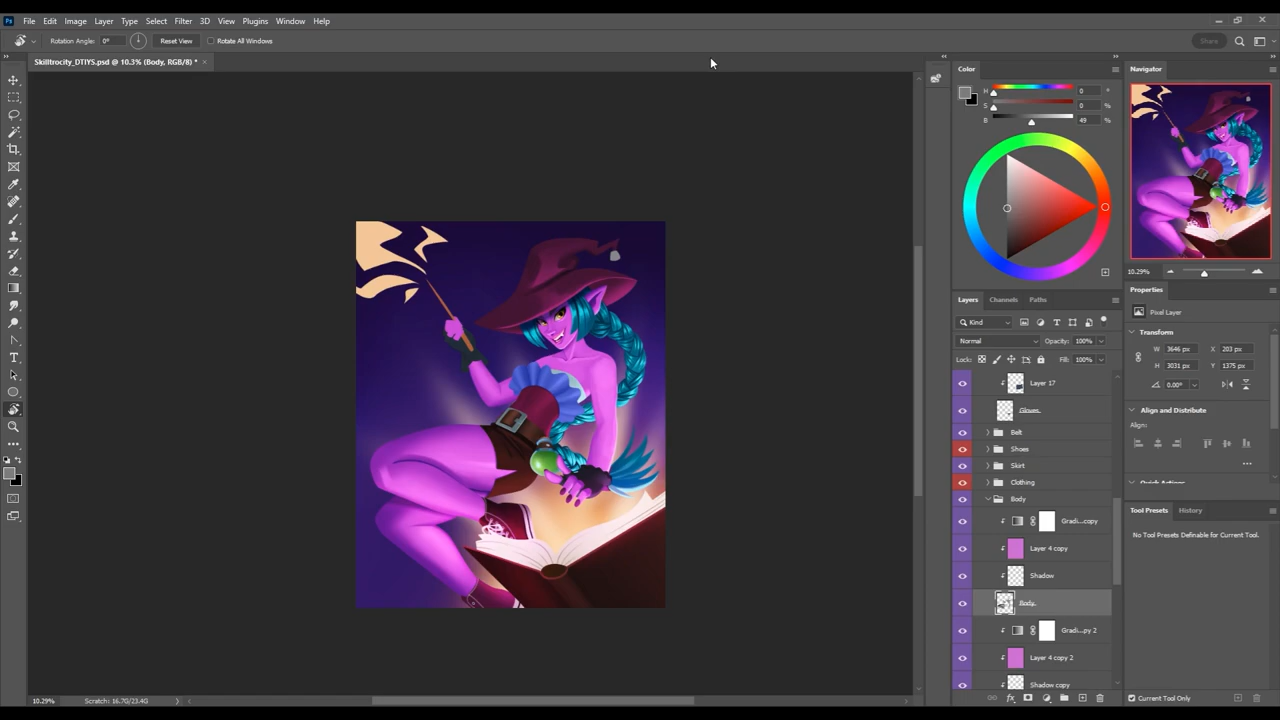 Ps File Edit Image Layer Type Select Filter 3D View Plugins Window Help
Rotation Angle: 0° Reset View Rotate All Windows Share
Skilltrocity_DTIYS.psd @ 10.3% (Body, RGB/8) * ×
Color
H 0 °
S 0 %
B 49 %
Navigator
10.29%
Layers Channels Paths
Kind
Normal Opacity: 100%
Lock: Fill: 100%
Layer 17
Gloves
Belt
Shoes
Skirt
Clothing
Body
Gradi...copy
Layer 4 copy
Shadow
Body
Gradi...py 2
Layer 4 copy 2
Shadow copy
Properties
Pixel Layer
Transform
W 3646 px X 203 px
H 3031 px Y 1375 px
0.00°
Align and Distribute
Align:
Quick Actions
Tool Presets History
No Tool Presets Definable for Current Tool.
Current Tool Only
10.29% Scratch: 16.7G/23.4G